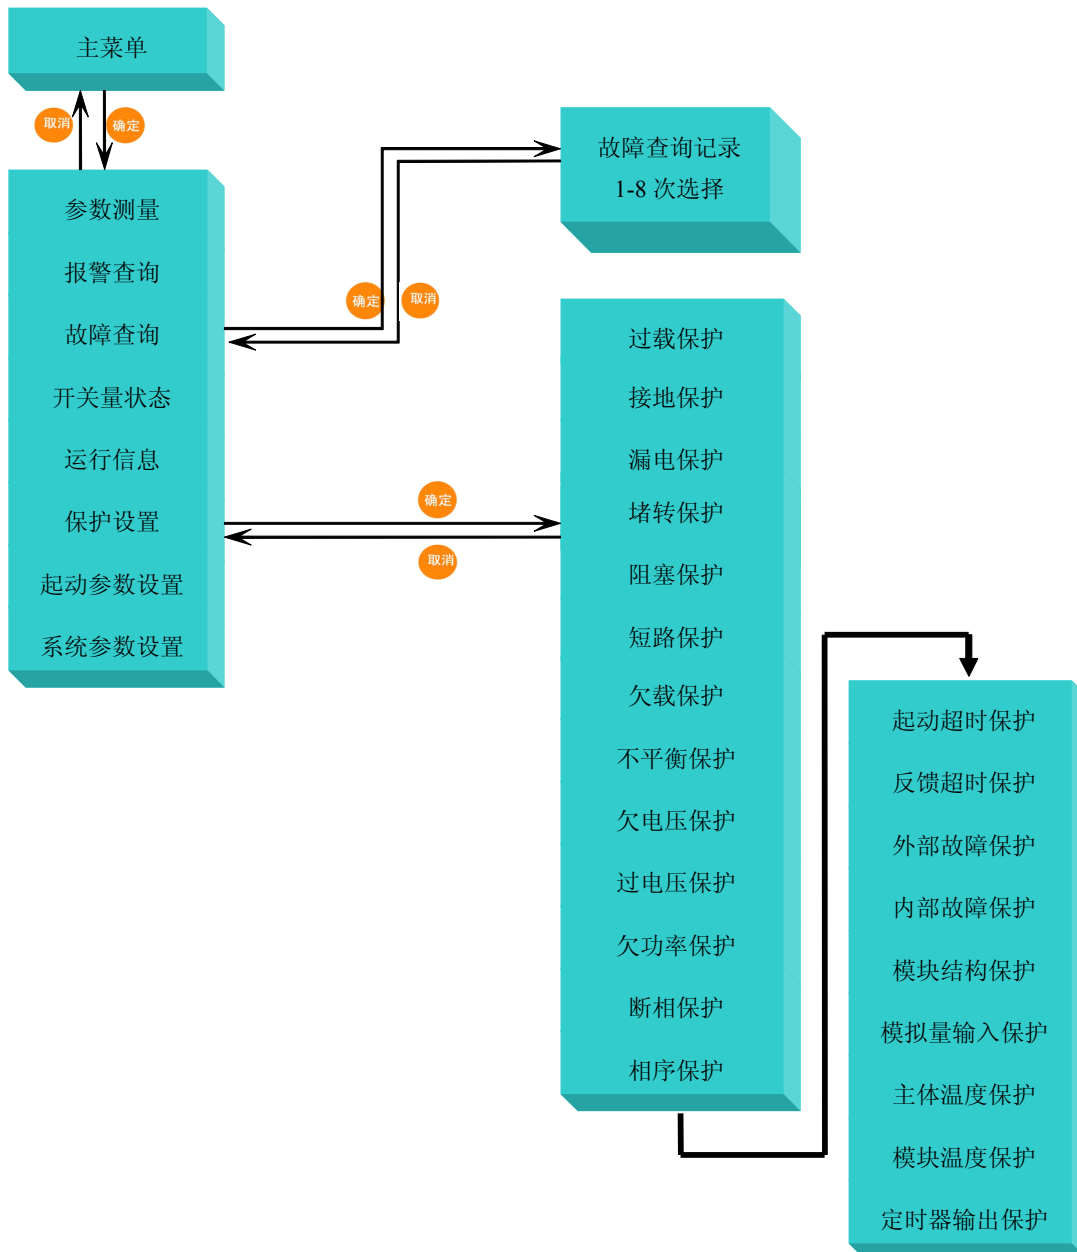 主菜单
取消
确定
参数测量
报警查询
故障查询
开关量状态
运行信息
保护设置
起动参数设置
系统参数设置
确定
取消
故障查询记录
1-8 次选择
确定
取消
过载保护
接地保护
漏电保护
堵转保护
阻塞保护
短路保护
欠载保护
不平衡保护
欠电压保护
过电压保护
欠功率保护
断相保护
相序保护
起动超时保护
反馈超时保护
外部故障保护
内部故障保护
模块结构保护
模拟量输入保护
主体温度保护
模块温度保护
定时器输出保护